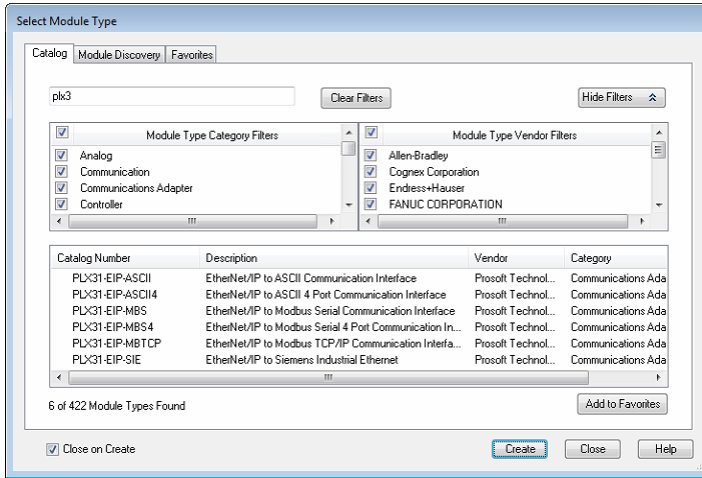 Select Module Type
Catalog Module Discovery Favorites
plx3 Clear Filters Hide Filters
Module Type Category Filters Module Type Vendor Filters
Analog Allen-Bradley
Communication Cognex Corporation
Communications Adapter Endress+Hauser
Controller FANUC CORPORATION
Catalog Number Description Vendor Category
PLX31-EIP-ASCII EtherNet/IP to ASCII Communication Interface Prosoft Technol... Communications Ada
PLX31-EIP-ASCII4 EtherNet/IP to ASCII 4 Port Communication Interface Prosoft Technol... Communications Ada
PLX31-EIP-MBS EtherNet/IP to Modbus Serial Communication Interface Prosoft Technol... Communications Ada
PLX31-EIP-MBS4 EtherNet/IP to Modbus Serial 4 Port Communication In... Prosoft Technol... Communications Ada
PLX31-EIP-MBTCP EtherNet/IP to Modbus TCP/IP Communication Interfa... Prosoft Technol... Communications Ada
PLX31-EIP-SIE EtherNet/IP to Siemens Industrial Ethernet Prosoft Technol... Communications Ada
6 of 422 Module Types Found Add to Favorites
Close on Create Create Close Help